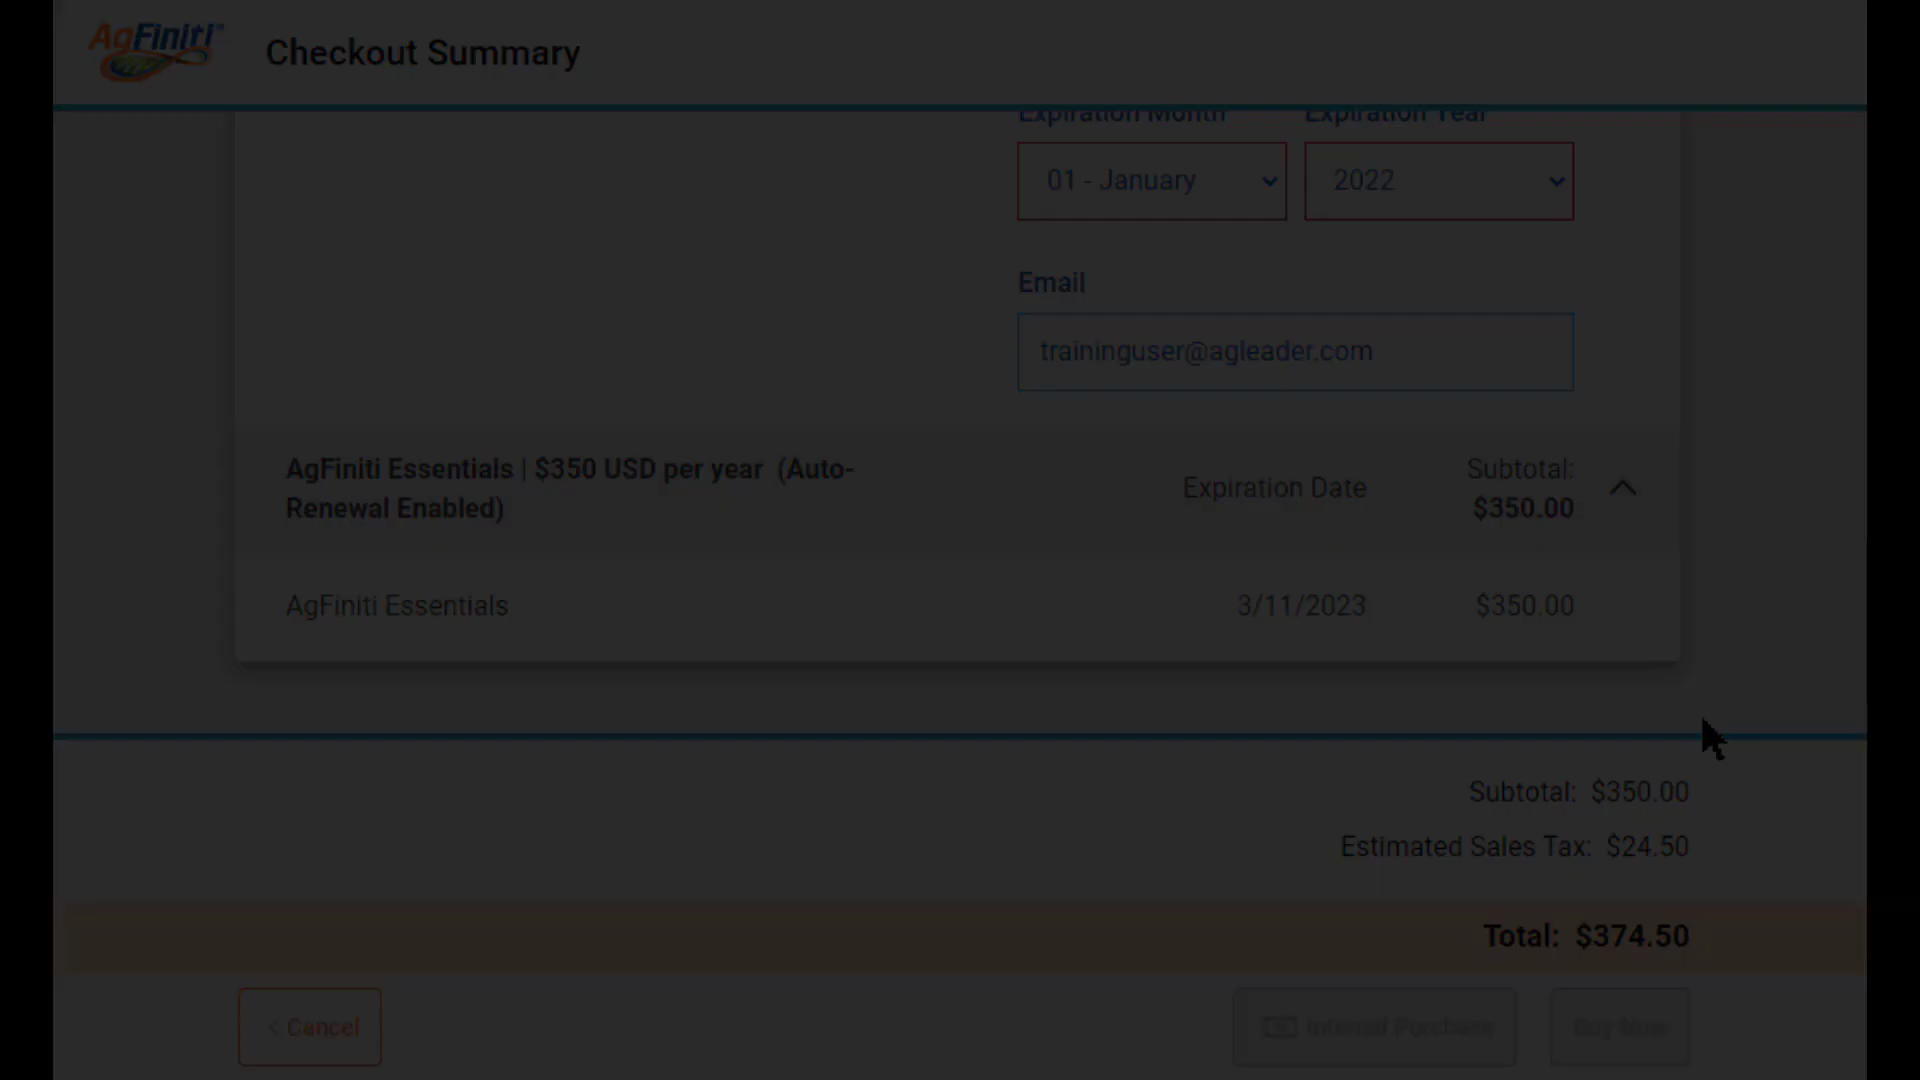 AgFiniti™
Checkout Summary
Expiration Month Expiration Year
01 - January 2022
Email
traininguser@agleader.com
AgFiniti Essentials | $350 USD per year (Auto-
Renewal Enabled)
Expiration Date
Subtotal:
$350.00
AgFiniti Essentials 3/11/2023 $350.00
Subtotal: $350.00
Estimated Sales Tax: $24.50
Total: $374.50
< Cancel Internal Purchase Buy Now